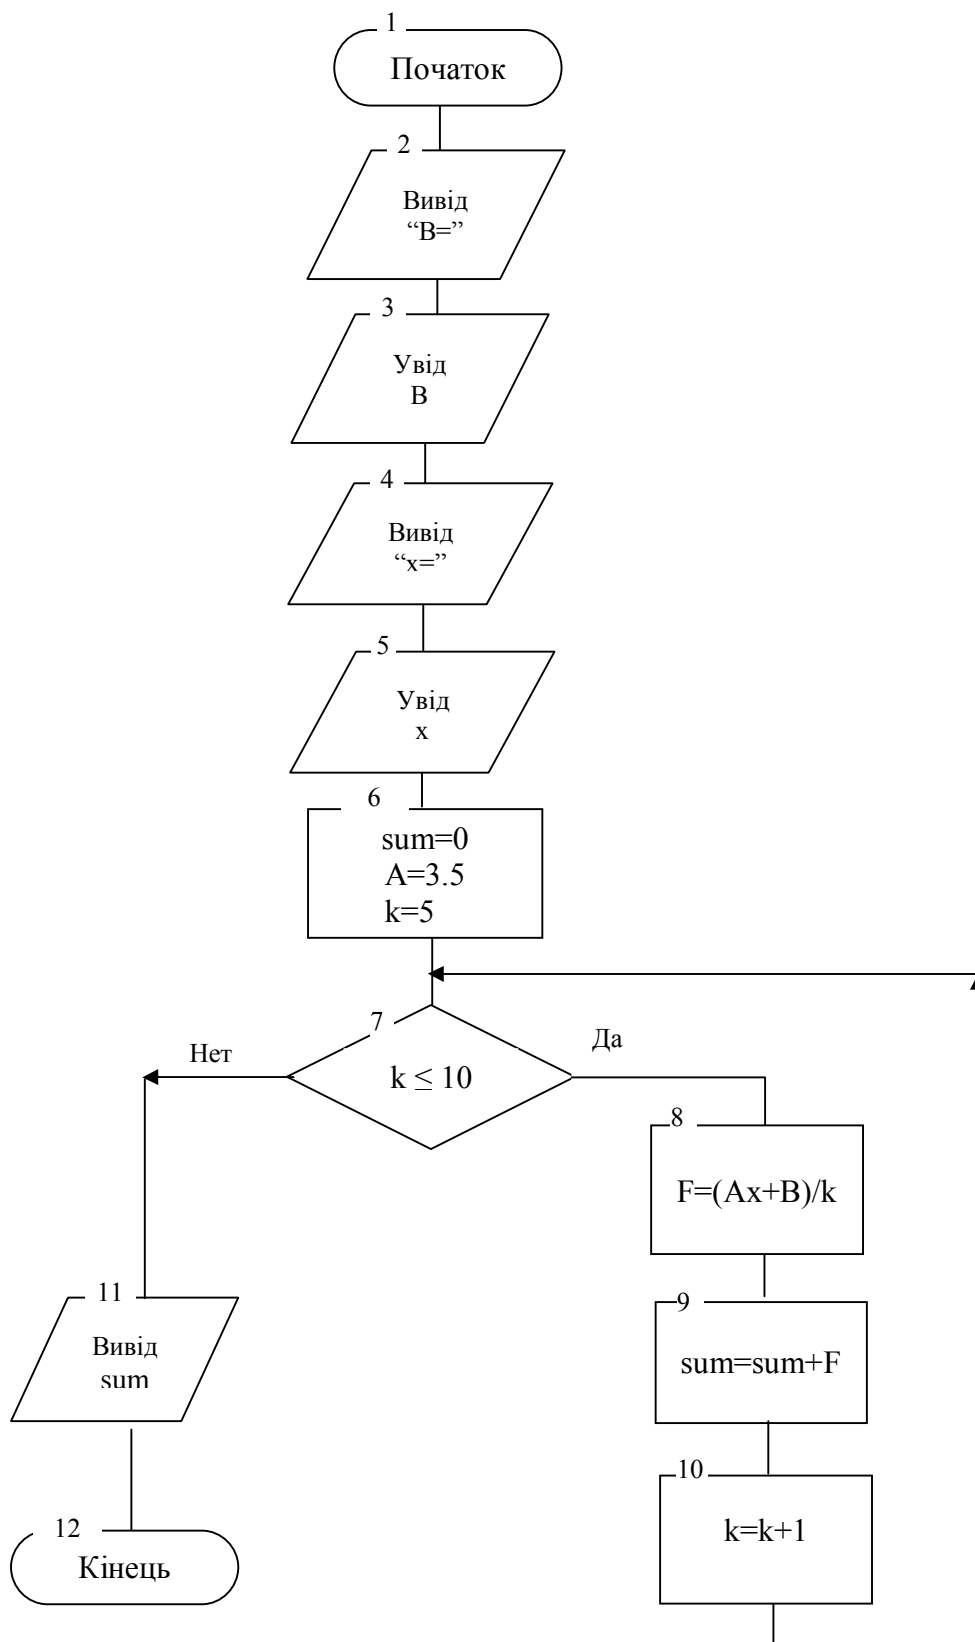 1
Початок
2
Вивід
“B=”
3
Увід
B
4
Вивід
“x=”
5
Увід
x
6
sum=0
A=3.5
k=5
7
k ≤ 10
Нет
Да
8
F=(Ax+B)/k
9
sum=sum+F
10
k=k+1
11
Вивід
sum
12
Кінець